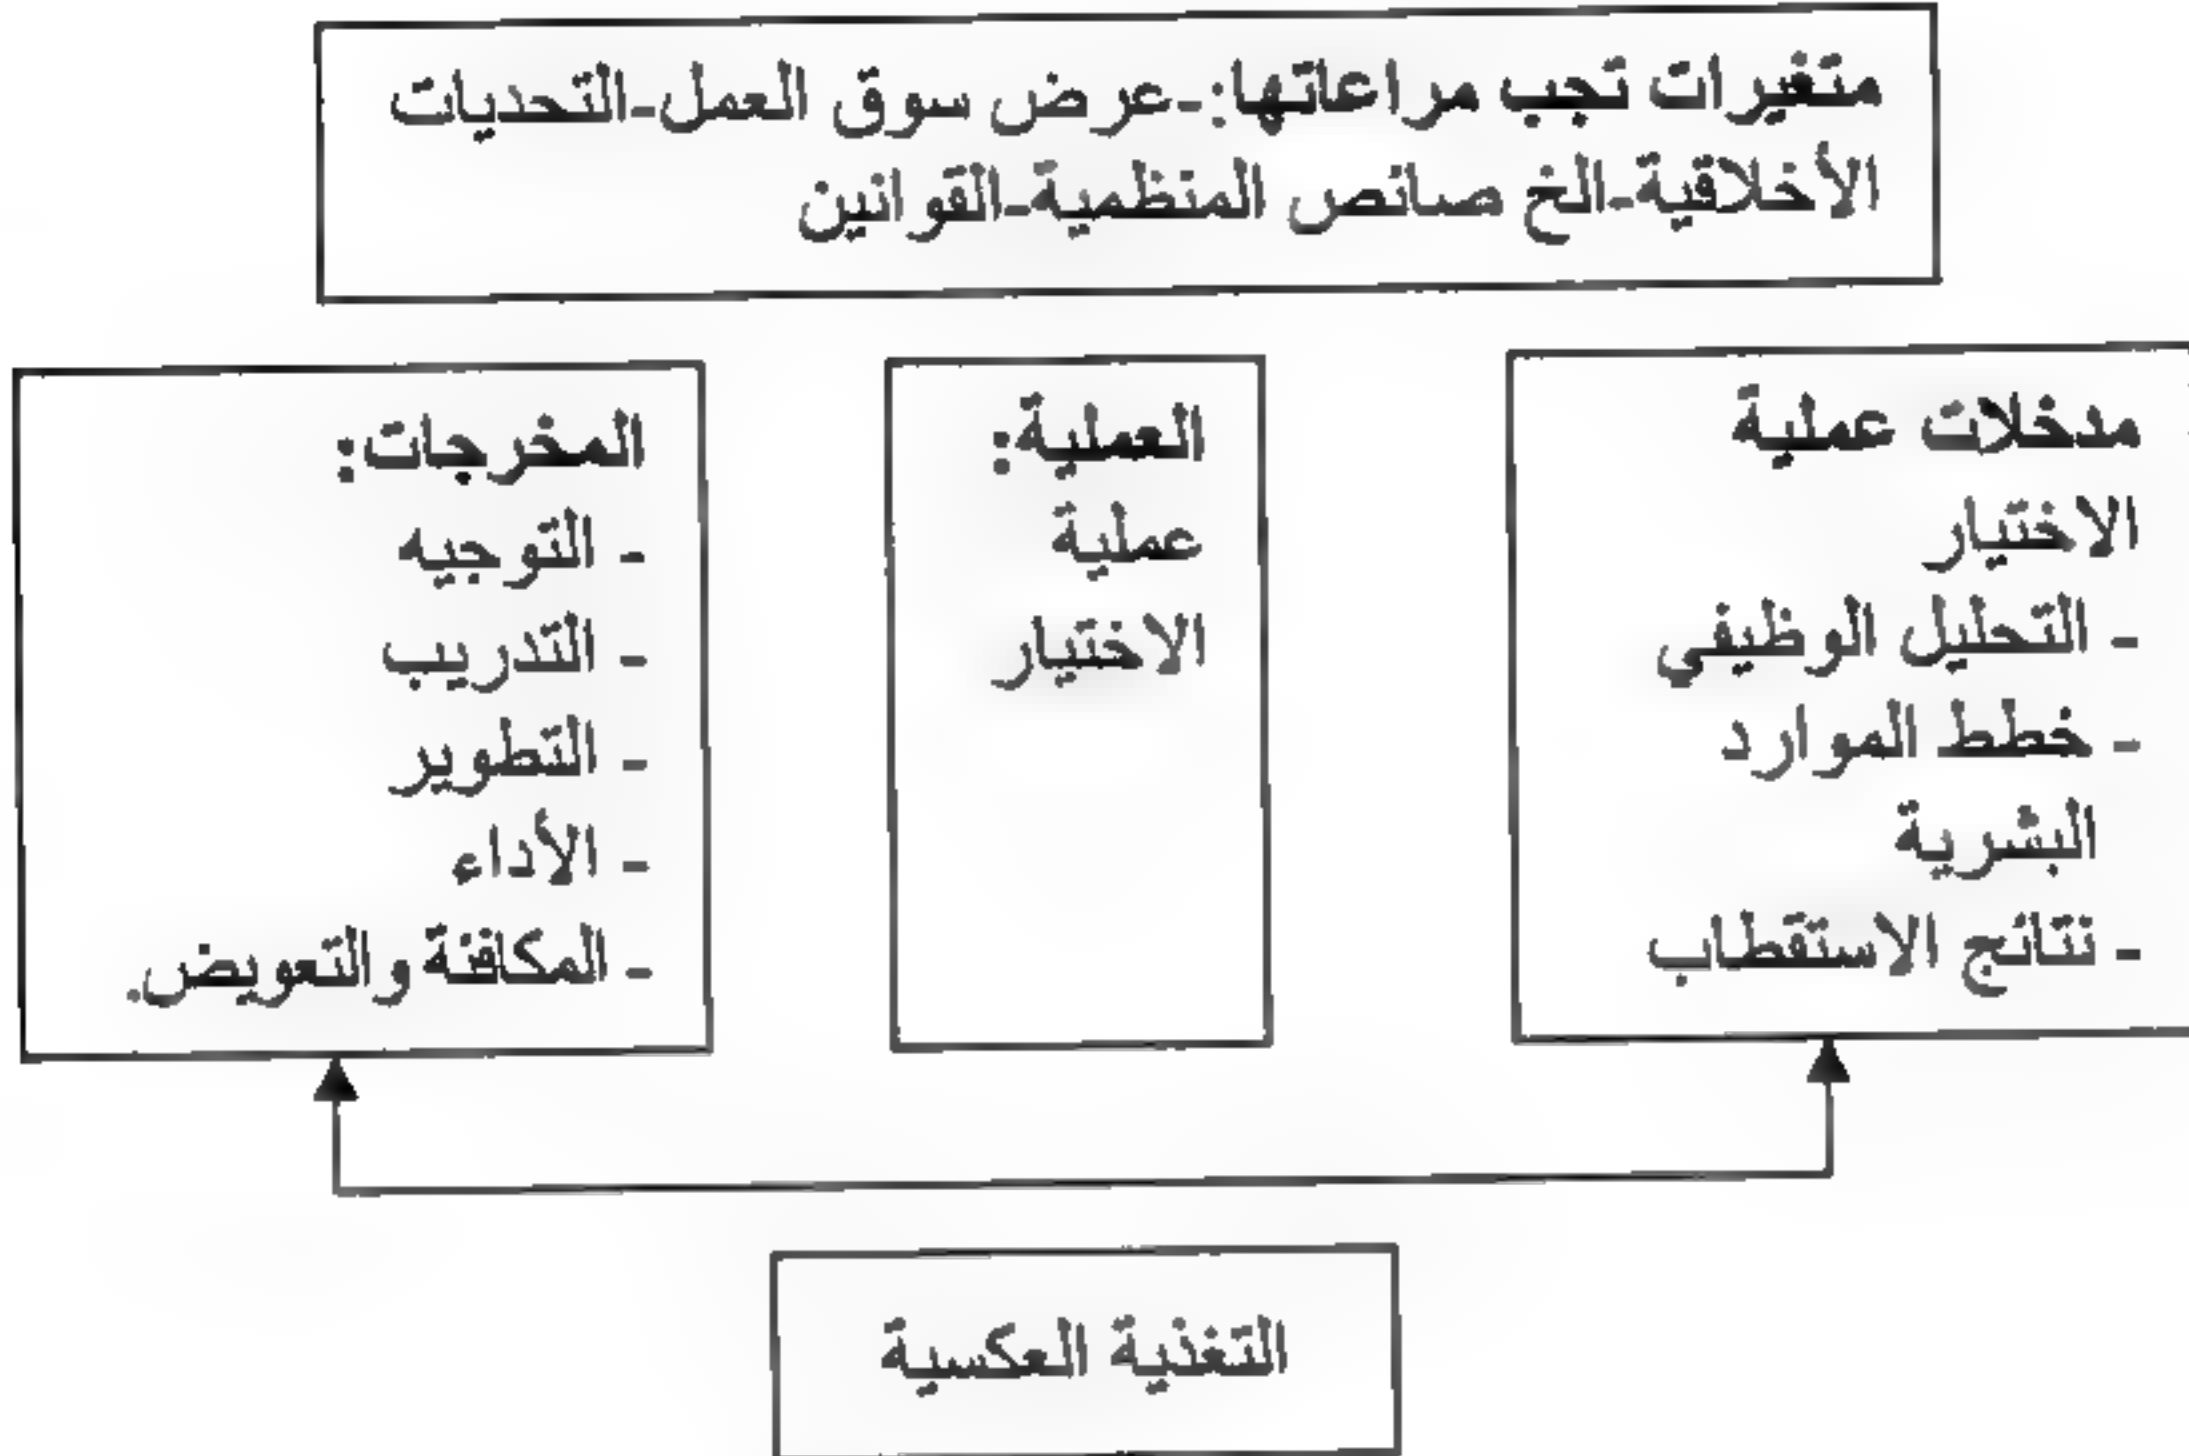 متغيرات تجب مراعاتها:-عرض سوق العمل-التحديات
الأخلاقية-الخ صائص المنظمية-القوانين
مدخلات عملية
الاختيار
- التحليل الوظيفي
- خطط الموارد
البشرية
- نتائج الاستقطاب
العملية:
عملية
الاختيار
المخرجات:
- التوجيه
- التدريب
- التطوير
- الأداء
- المكافئة والتعويض.
التغذية العكسية